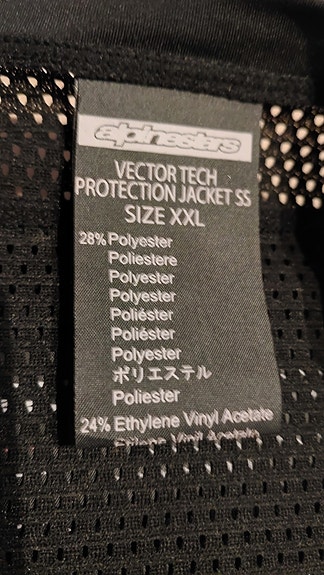 alpinestars
VECTOR TECH
PROTECTION JACKET SS
SIZE XXL
28% Polyester
Poliestere
Polyester
Polyester
Poliéster
Poliéster
Polyester
ポリエステル
Poliester
24% Ethylene Vinyl Acetate